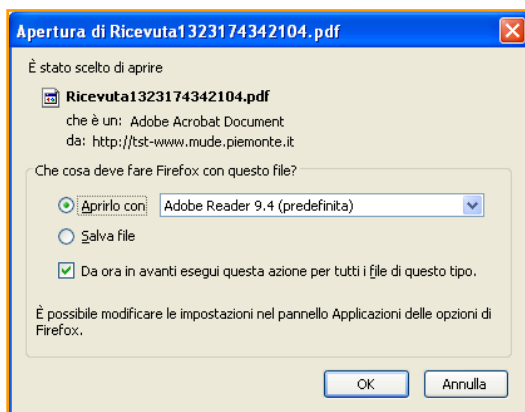 Apertura di Ricevuta1323174342104.pdf
È stato scelto di aprire
Ricevuta1323174342104.pdf
che è un: Adobe Acrobat Document
da: http://tst-www.mude.piemonte.it
Che cosa deve fare Firefox con questo file?
Aprirlo con Adobe Reader 9.4 (predefinita)
Salva file
Da ora in avanti esegui questa azione per tutti i file di questo tipo.
È possibile modificare le impostazioni nel pannello Applicazioni delle opzioni di
Firefox.
OK Annulla